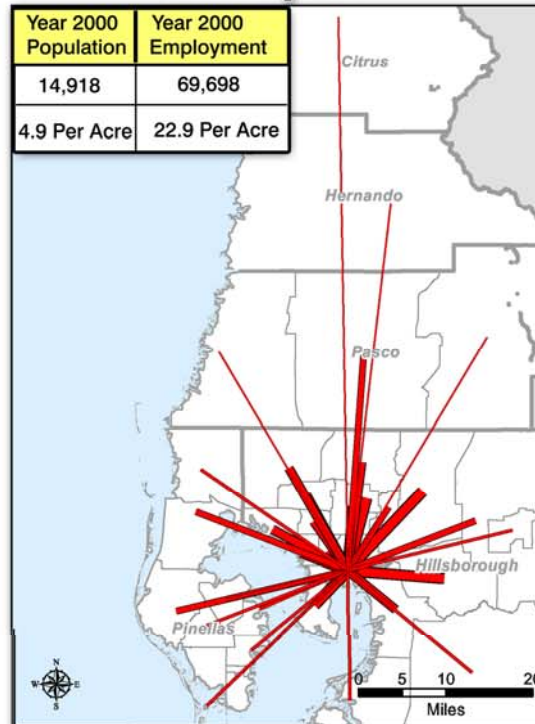 Year 2000 Population
Year 2000 Employment
14,918
69,698
4.9 Per Acre
22.9 Per Acre
Citrus
Hernando
Pasco
Hillsborough
Pinellas
N
W E
S
0 5 10 20
Miles